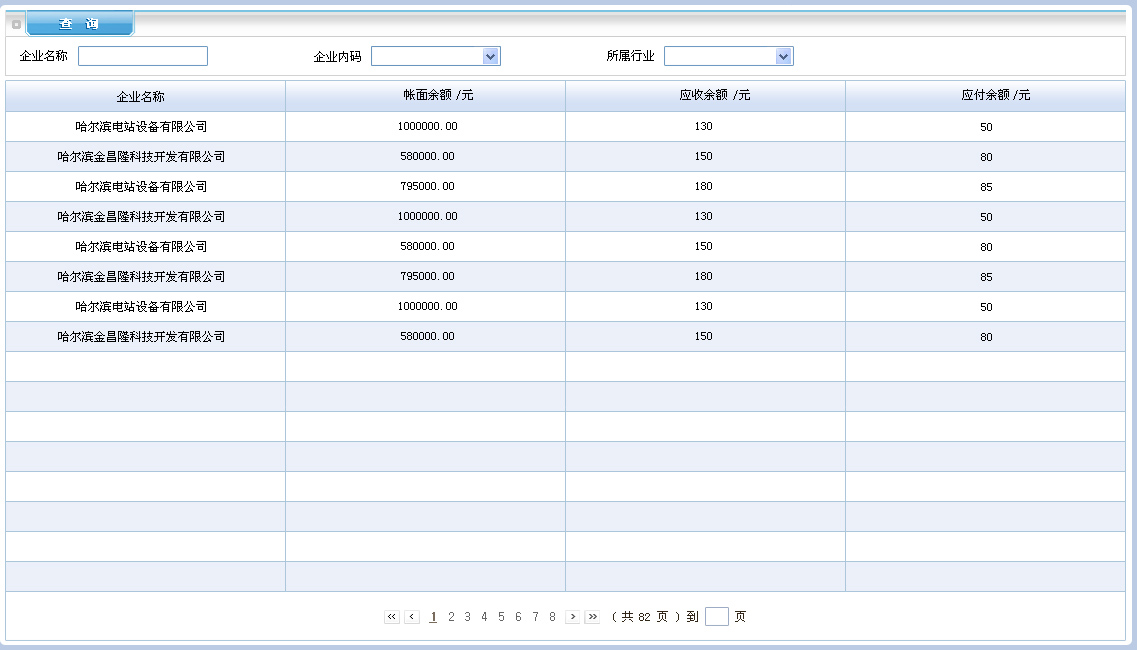 查 询
企业名称 企业内码 所属行业
企业名称 帐面余额 /元 应收余额 /元 应付余额 /元
哈尔滨电站设备有限公司 1000000.00 130 50
哈尔滨金昌隆科技开发有限公司 580000.00 150 80
哈尔滨电站设备有限公司 795000.00 180 85
哈尔滨金昌隆科技开发有限公司 1000000.00 130 50
哈尔滨电站设备有限公司 580000.00 150 80
哈尔滨金昌隆科技开发有限公司 795000.00 180 85
哈尔滨电站设备有限公司 1000000.00 130 50
哈尔滨金昌隆科技开发有限公司 580000.00 150 80
« ‹ 1 2 3 4 5 6 7 8 › » ( 共 82 页 ) 到 页